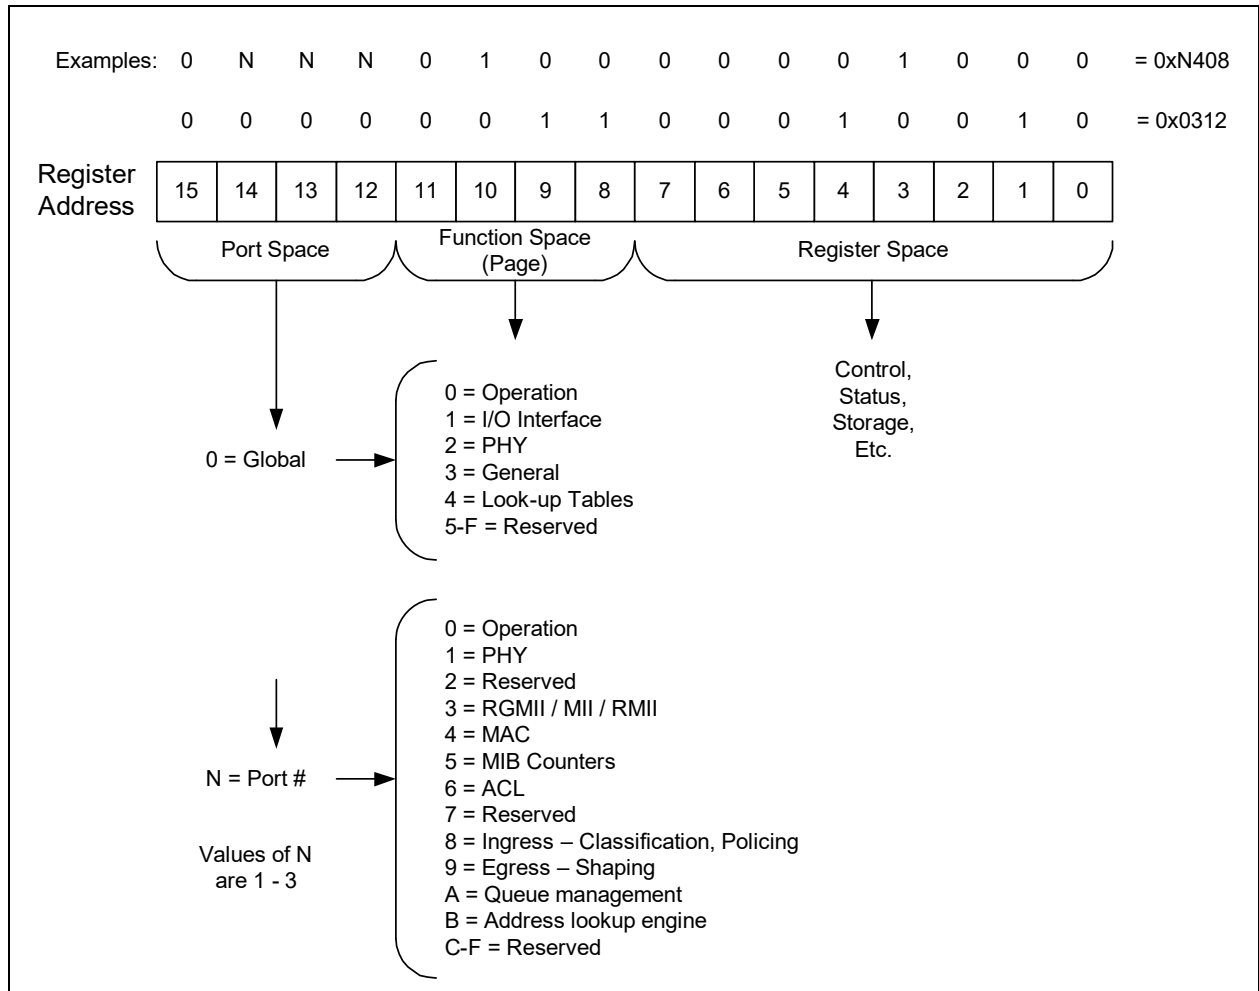 Examples: 0 N N N 0 1 0 0 0 0 0 0 1 0 0 0 = 0xN408
0 0 0 0 0 0 1 1 0 0 0 1 0 0 1 0 = 0x0312
Register
Address
15 14 13 12 11 10 9 8 7 6 5 4 3 2 1 0
Port Space
Function Space
(Page)
Register Space
Control,
Status,
Storage,
Etc.
0 = Global
0 = Operation
1 = I/O Interface
2 = PHY
3 = General
4 = Look-up Tables
5-F = Reserved
N = Port #
Values of N
are 1 - 3
0 = Operation
1 = PHY
2 = Reserved
3 = RGMII / MII / RMII
4 = MAC
5 = MIB Counters
6 = ACL
7 = Reserved
8 = Ingress – Classification, Policing
9 = Egress – Shaping
A = Queue management
B = Address lookup engine
C-F = Reserved